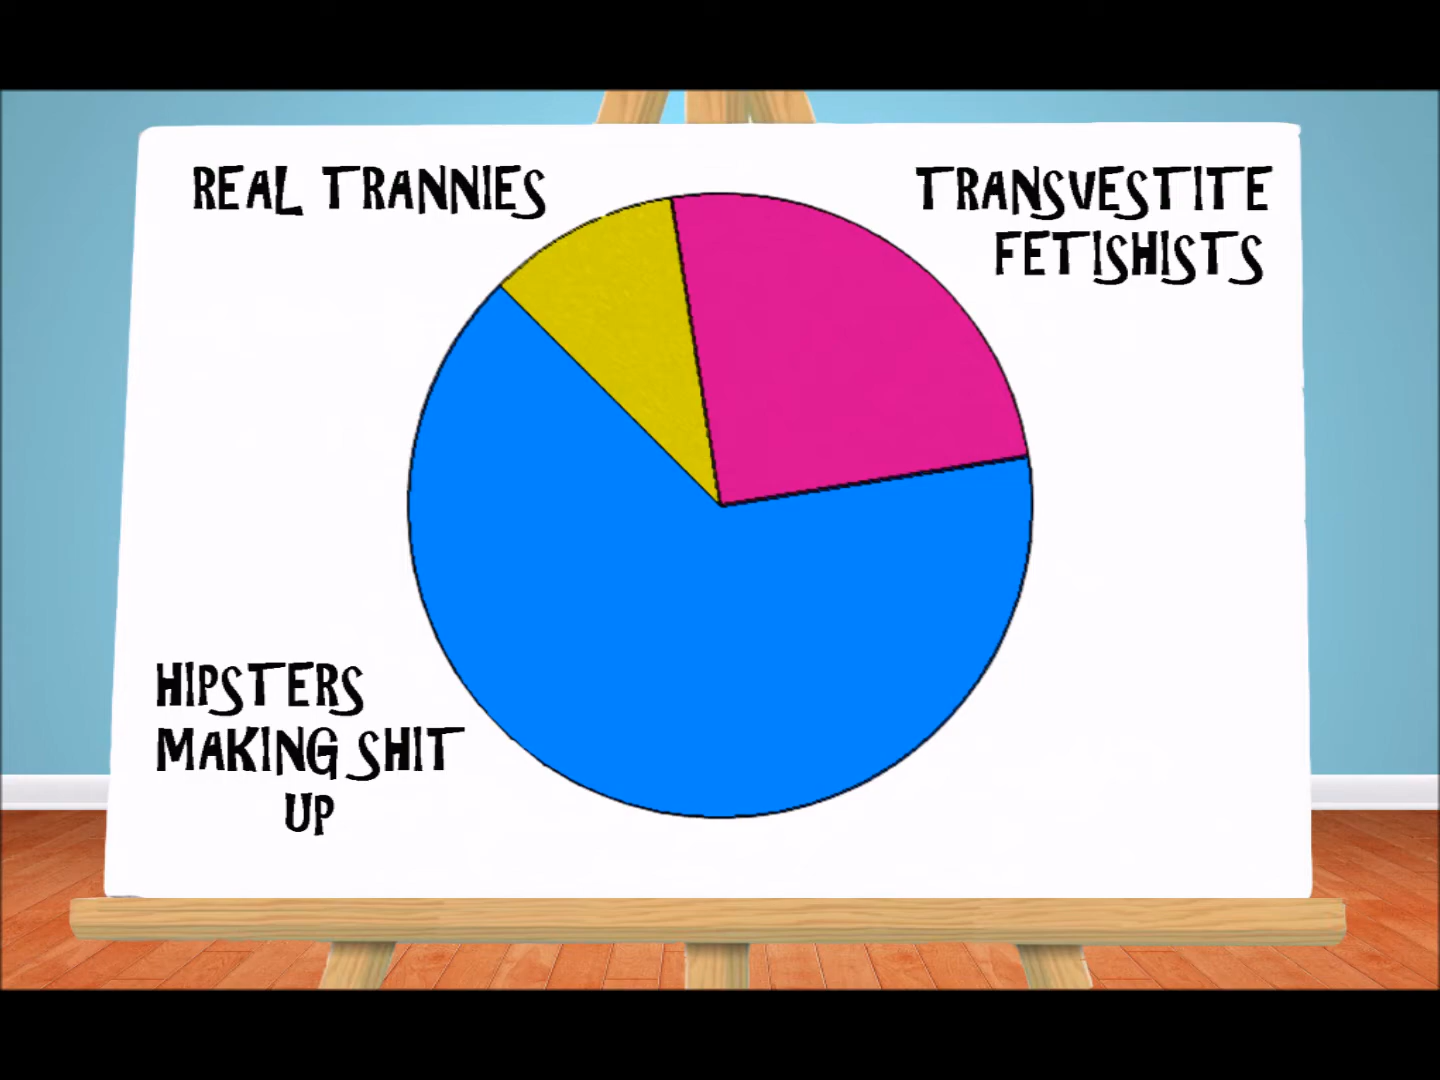 REAL TRANNIES
TRANSVESTITE
FETISHISTS
HIPSTERS
MAKING SHIT
UP